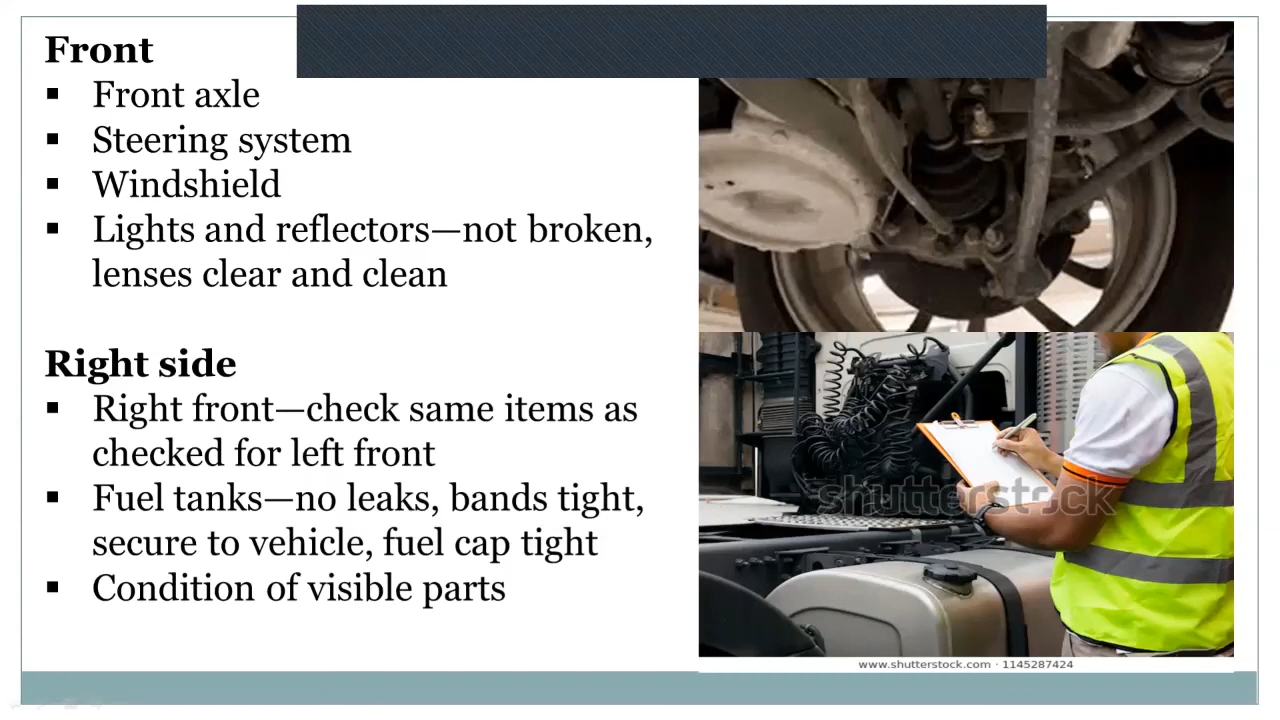 Front
▪ Front axle
▪ Steering system
▪ Windshield
▪ Lights and reflectors—not broken,
lenses clear and clean
Right side
▪ Right front—check same items as
checked for left front
▪ Fuel tanks—no leaks, bands tight,
secure to vehicle, fuel cap tight
▪ Condition of visible parts
shutterstock
www.shutterstock.com · 1145287424